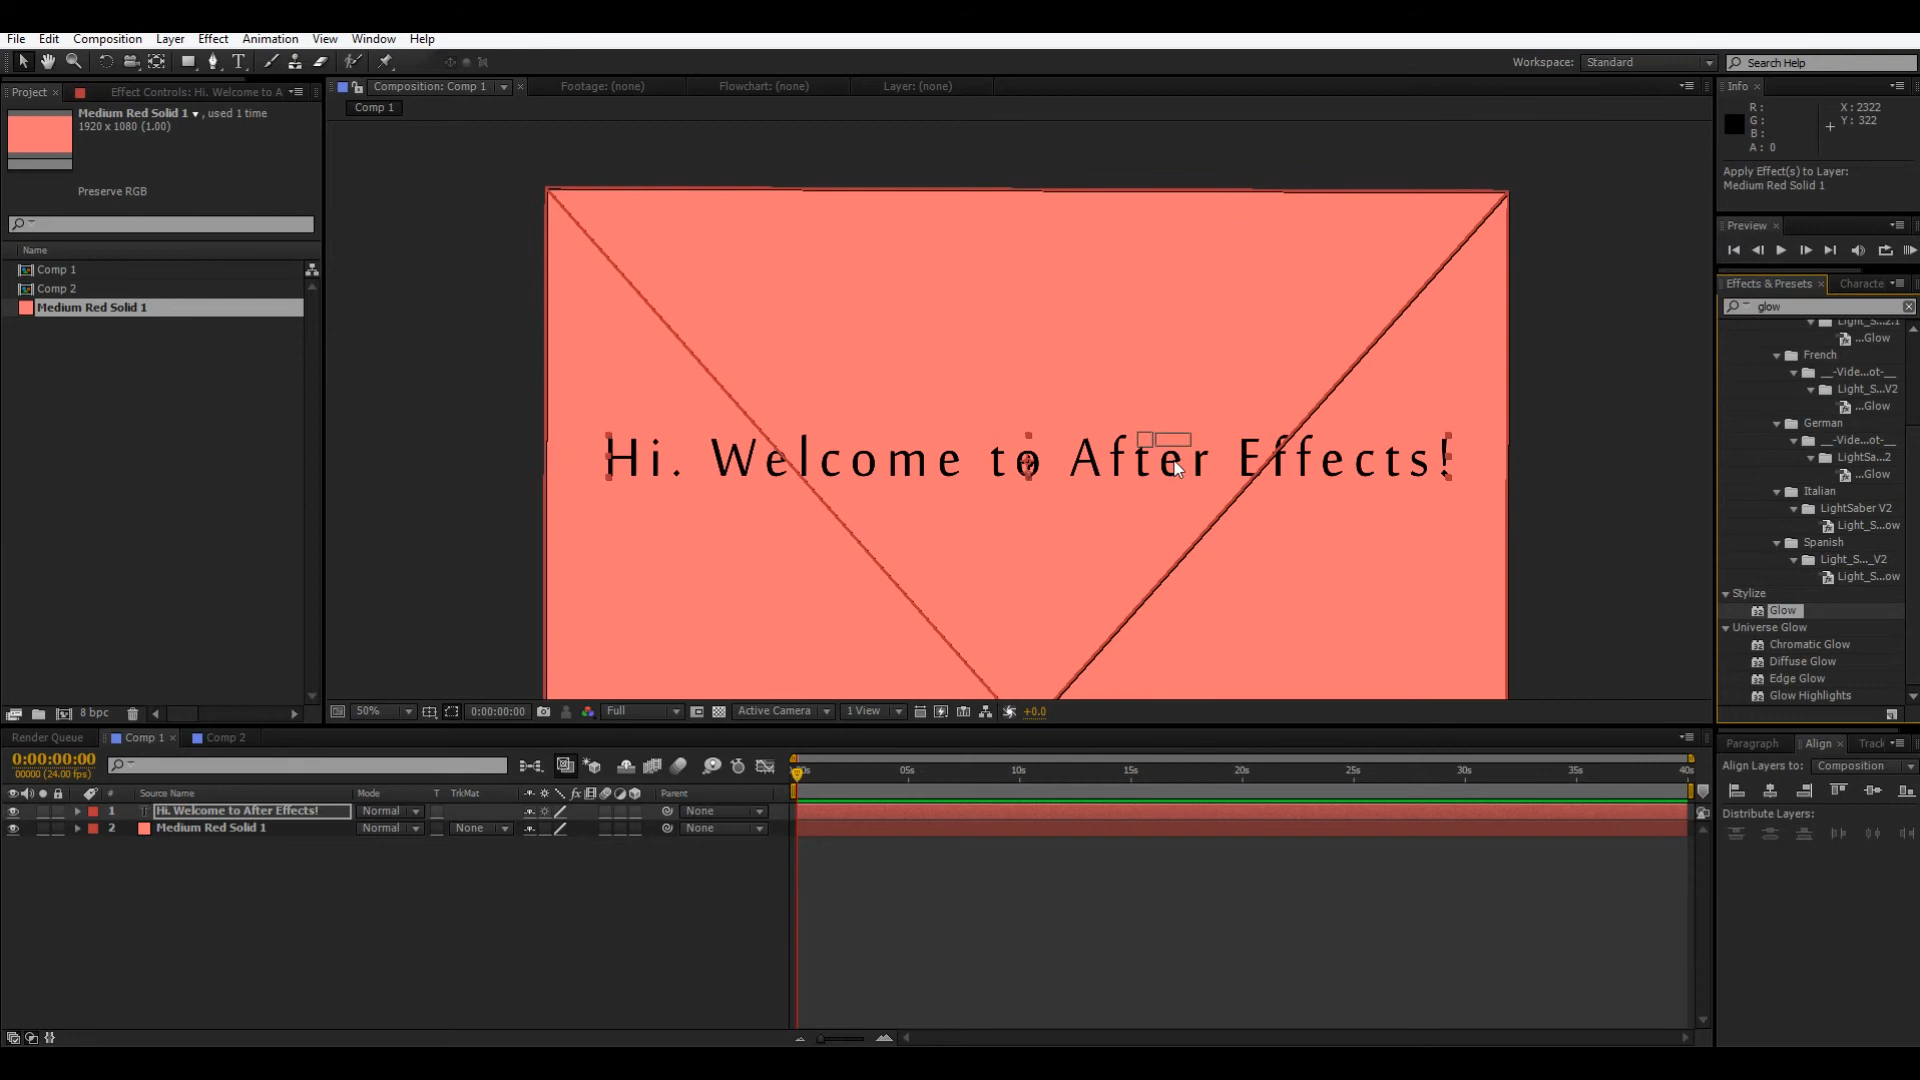 File Edit Composition Layer Effect Animation View Window Help
Workspace: Standard
Search Help
Project
Effect Controls: Hi. Welcome to A
Medium Red Solid 1 , used 1 time
1920 x 1080 (1.00)
Preserve RGB
Name
Comp 1
Comp 2
Medium Red Solid 1
8 bpc
Composition: Comp 1
Footage: (none)
Flowchart: (none)
Layer: (none)
Comp 1
Hi. Welcome to After Effects!
50%
0:00:00:00
Full
Active Camera
1 View
+0.0
Info
R :
G :
B :
A : 0
X : 2322
Y : 322
Apply Effect(s) to Layer:
Medium Red Solid 1
Preview
Effects & Presets
Characte
glow
Light_S...2.1
...Glow
French
__-Vide...ot-__
Light_S...V2
...Glow
German
__-Vide...ot-__
LightSa...2
...Glow
Italian
LightSaber V2
Light_S...ow
Spanish
Light_S..._V2
Light_S...ow
Stylize
Glow
Universe Glow
Chromatic Glow
Diffuse Glow
Edge Glow
Glow Highlights
Render Queue
Comp 1
Comp 2
0:00:00:00
00000 (24.00 fps)
# Source Name Mode T TrkMat Parent
1 Hi. Welcome to After Effects! Normal None
2 Medium Red Solid 1 Normal None None
05s 10s 15s 20s 25s 30s 35s 40s
Paragraph
Align
Track
Align Layers to: Composition
Distribute Layers: